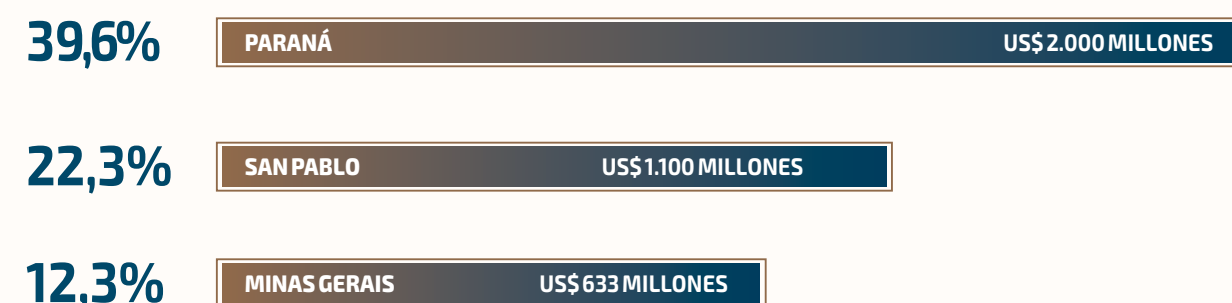 39,6% PARANÁ US$ 2.000 MILLONES
22,3% SAN PABLO US$ 1.100 MILLONES
12,3% MINAS GERAIS US$ 633 MILLONES